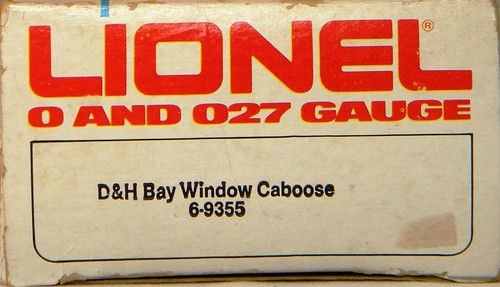 LIONEL®
O AND O27 GAUGE
D&H Bay Window Caboose
6-9355